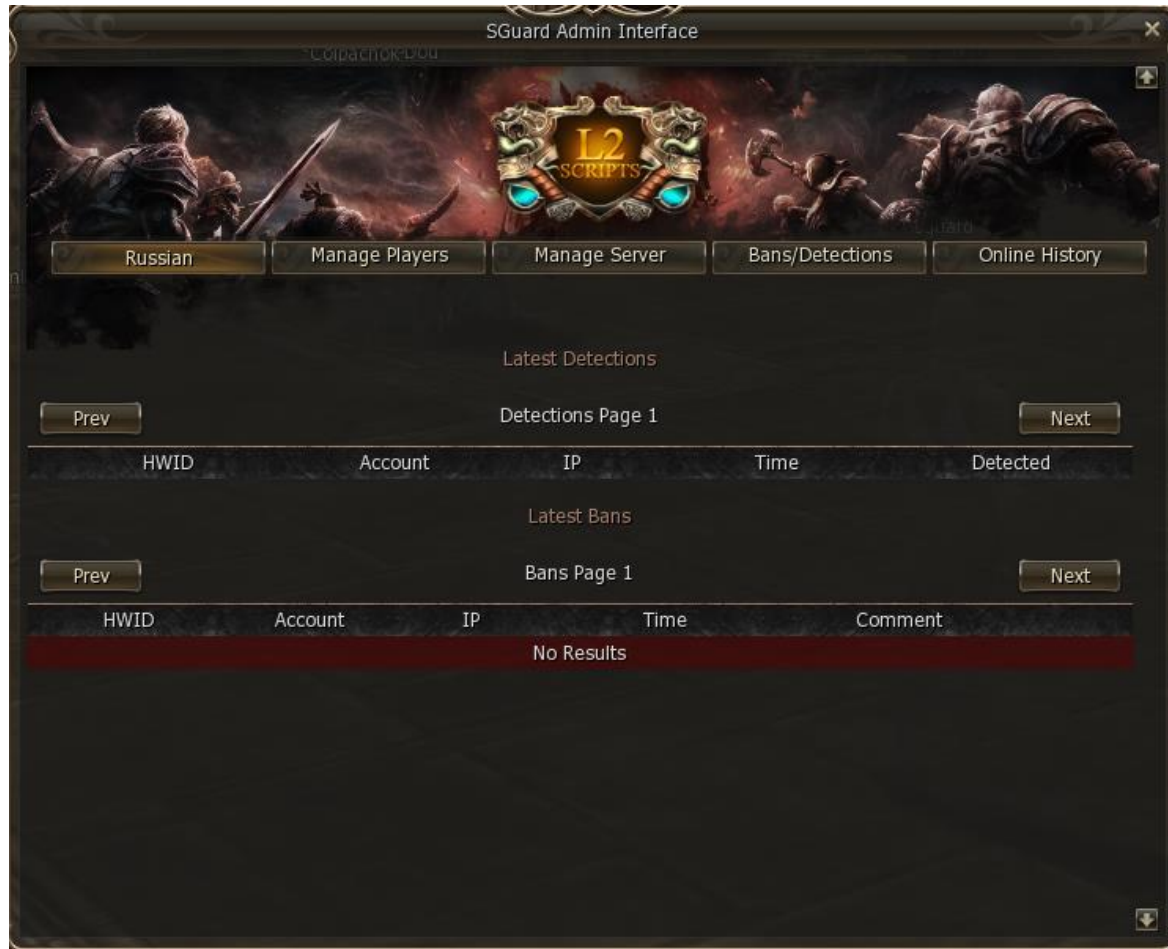 SGuard Admin Interface
-Colpachok-Dou
L2
SCRIPTS
Russian Manage Players Manage Server Bans/Detections Online History
Latest Detections
Prev Detections Page 1 Next
HWID Account IP Time Detected
Latest Bans
Prev Bans Page 1 Next
HWID Account IP Time Comment
No Results